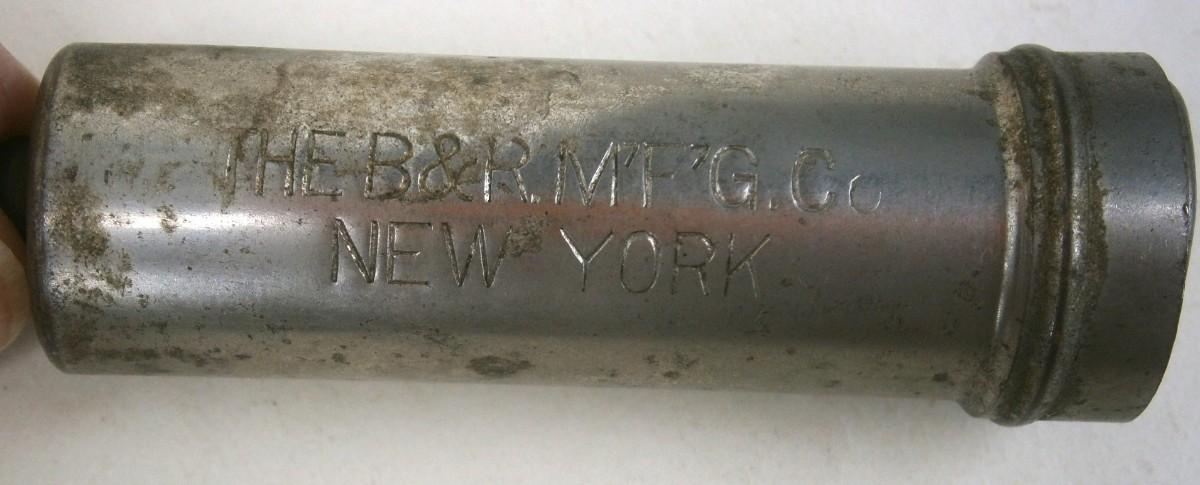 THE B&R. M'F'G. Co
NEW YORK